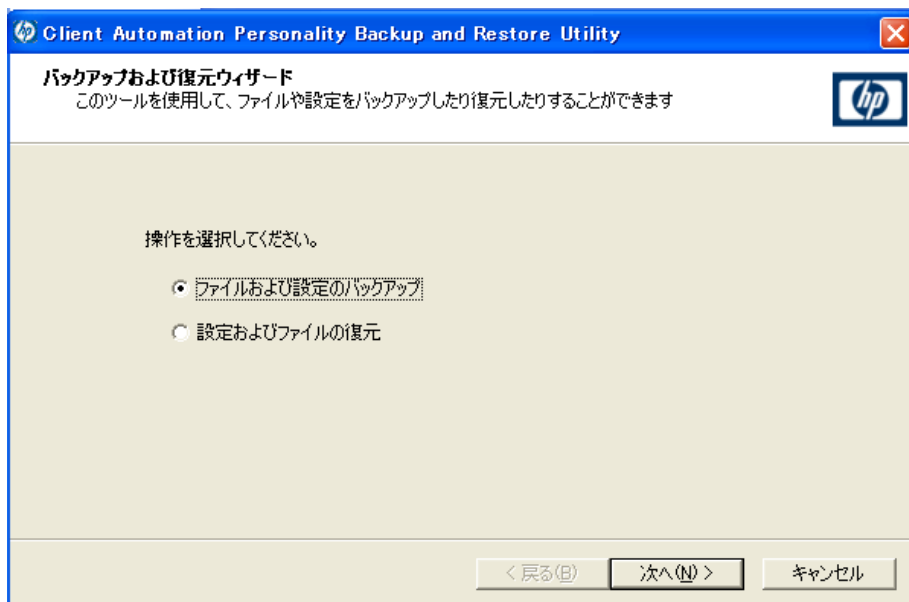 Client Automation Personality Backup and Restore Utility
バックアップおよび復元ウィザード
このツールを使用して、ファイルや設定をバックアップしたり復元したりすることができます
hp
操作を選択してください。
ファイルおよび設定のバックアップ
設定およびファイルの復元
< 戻る(B)
次へ(N) >
キャンセル